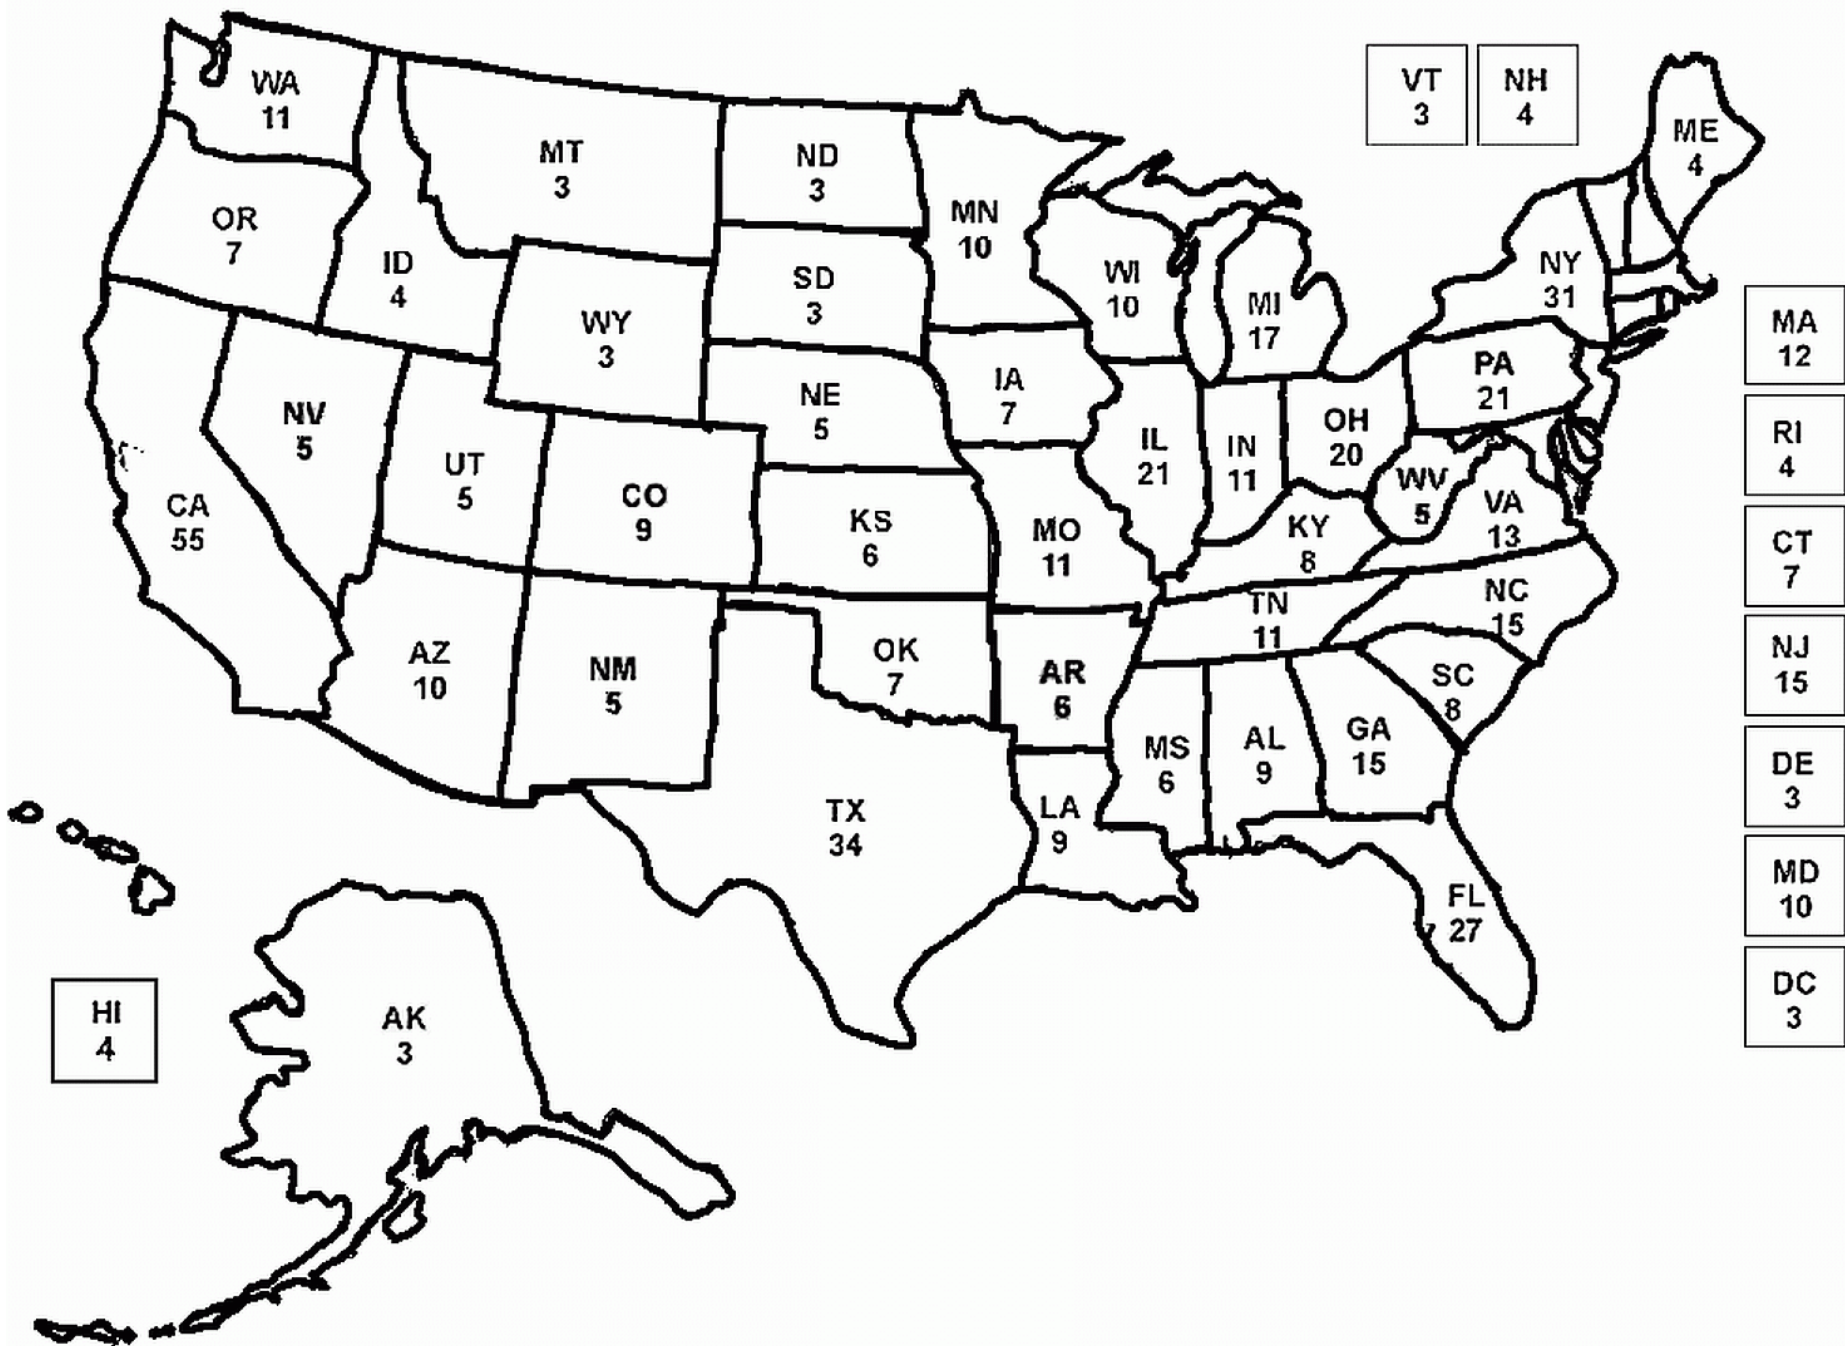 WA
11
OR
7
CA
55
NV
5
ID
4
MT
3
WY
3
UT
5
AZ
10
CO
9
NM
5
ND
3
SD
3
NE
5
KS
6
OK
7
TX
34
MN
10
IA
7
MO
11
AR
6
LA
9
WI
10
IL
21
MI
17
IN
11
OH
20
KY
8
TN
11
MS
6
AL
9
GA
15
FL
27
SC
8
NC
15
VA
13
WV
5
PA
21
NY
31
VT
3
NH
4
ME
4
MA
12
RI
4
CT
7
NJ
15
DE
3
MD
10
DC
3
HI
4
AK
3